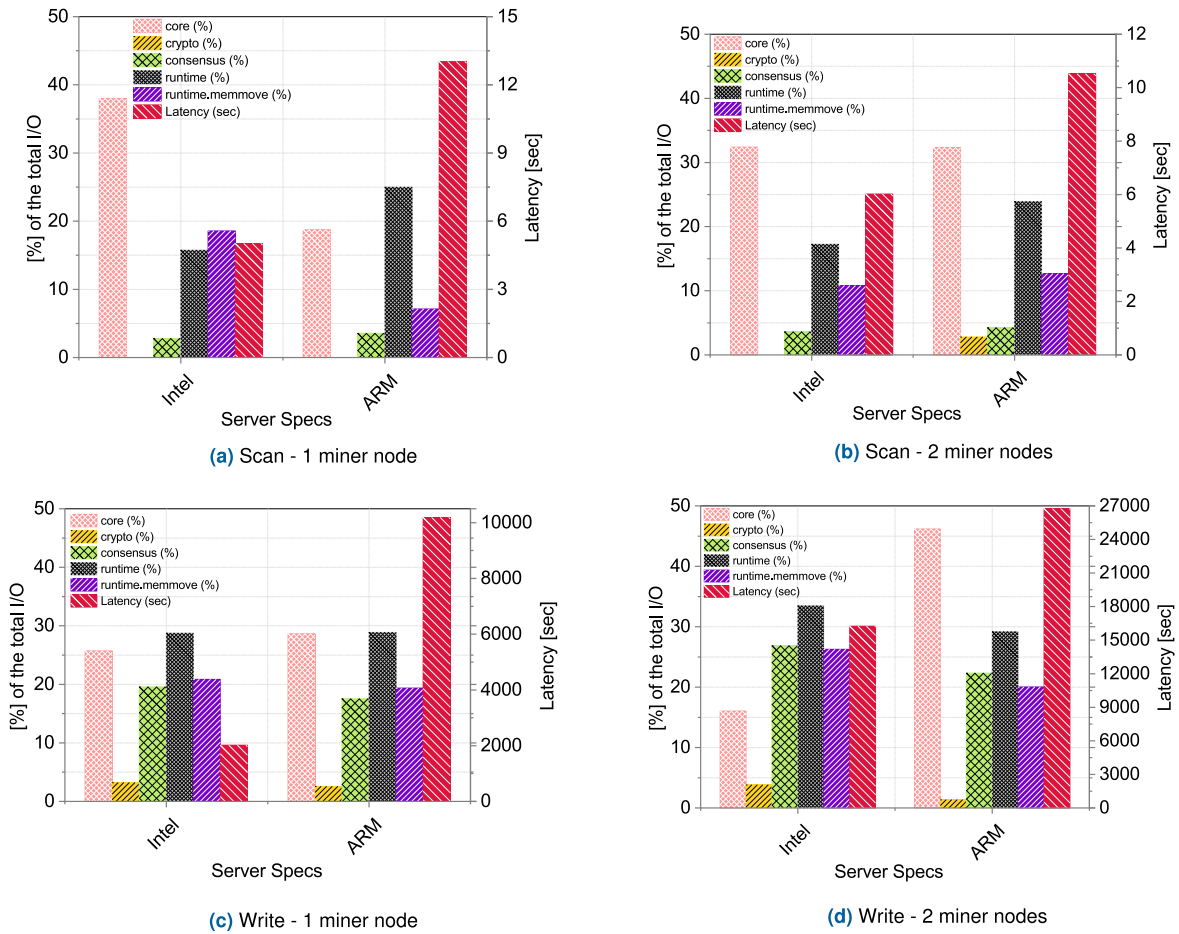 50
40
30
20
10
0
[%] of the total I/O
core (%)
crypto (%)
consensus (%)
runtime (%)
runtime.memmove (%)
Latency (sec)
15
12
9
6
3
0
Latency [sec]
Intel
ARM
Server Specs
(a) Scan - 1 miner node
50
40
30
20
10
0
[%] of the total I/O
core (%)
crypto (%)
consensus (%)
runtime (%)
runtime.memmove (%)
Latency (sec)
12
10
8
6
4
2
0
Latency [sec]
Intel
ARM
Server Specs
(b) Scan - 2 miner nodes
50
40
30
20
10
0
[%] of the total I/O
core (%)
crypto (%)
consensus (%)
runtime (%)
runtime.memmove (%)
Latency (sec)
10000
8000
6000
4000
2000
0
Latency [sec]
Intel
ARM
Server Specs
(c) Write - 1 miner node
50
40
30
20
10
0
[%] of the total I/O
core (%)
crypto (%)
consensus (%)
runtime (%)
runtime.memmove (%)
Latency (sec)
27000
24000
21000
18000
15000
12000
9000
6000
3000
0
Latency [sec]
Intel
ARM
Server Specs
(d) Write - 2 miner nodes